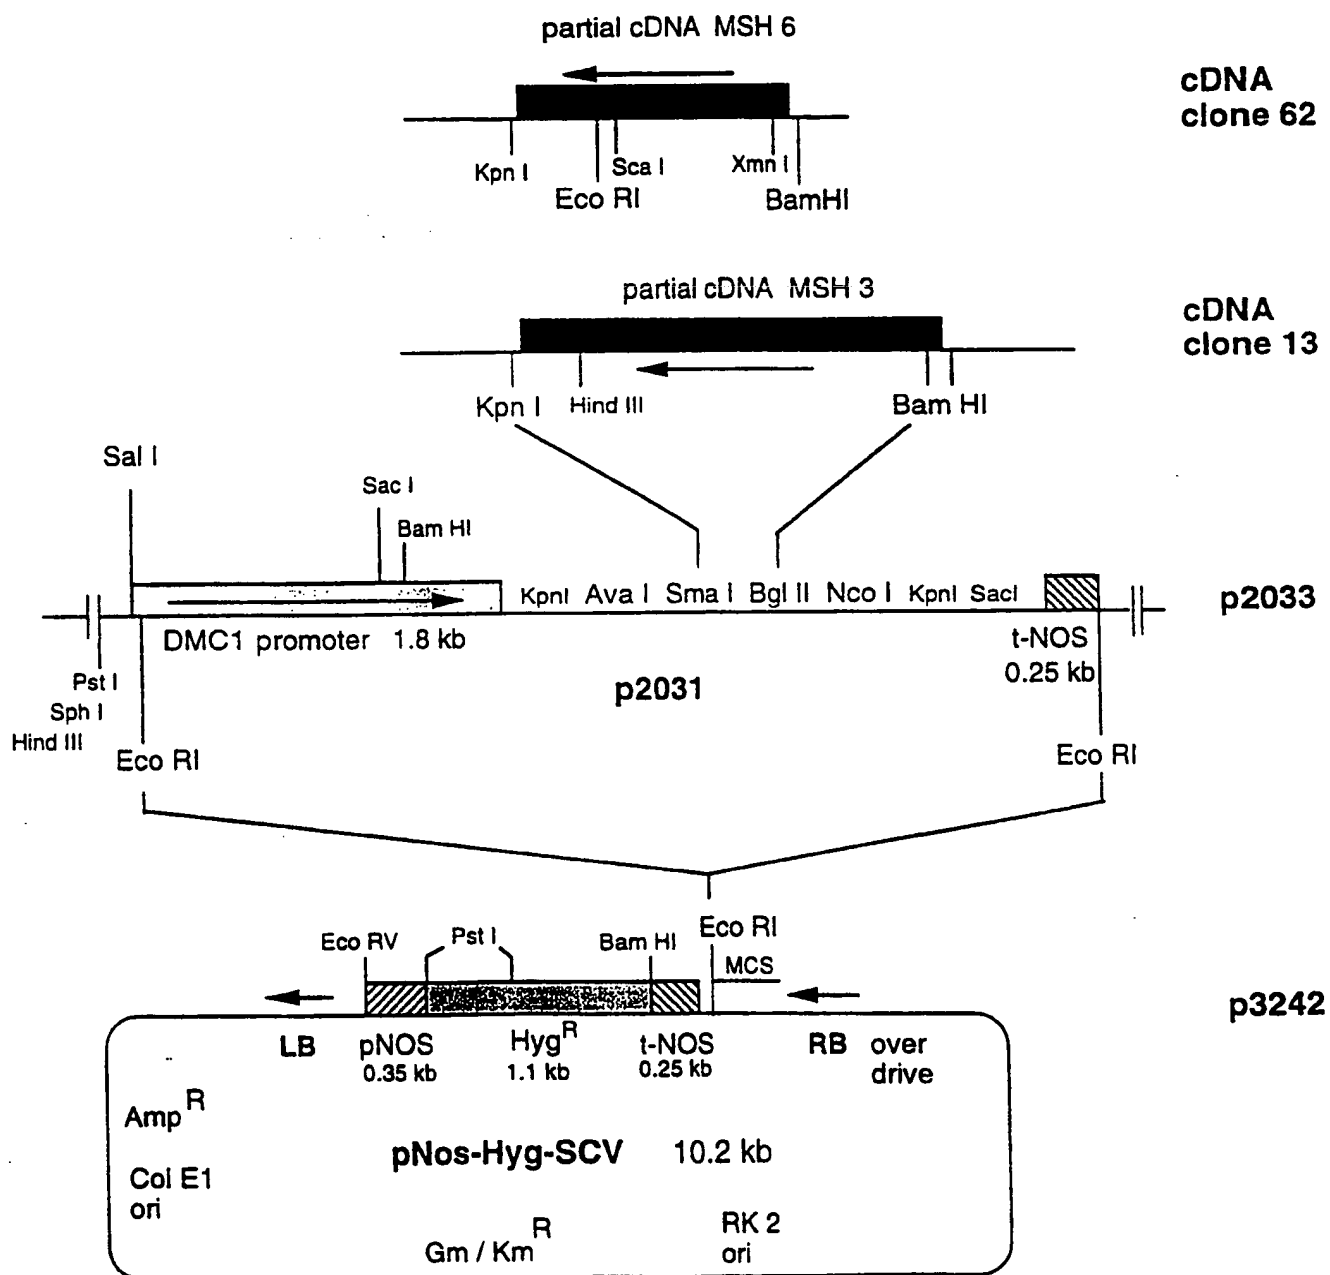 partial cDNA MSH 6
cDNA
clone 62
Kpn I
Sca I
Xmn I
Eco RI
BamHI
partial cDNA MSH 3
cDNA
clone 13
Kpn I
Hind III
Bam HI
Sal I
Sac I
Bam HI
KpnI Ava I Sma I Bgl II Nco I KpnI SacI
p2033
DMC1 promoter 1.8 kb
t-NOS
0.25 kb
Pst I
Sph I
Hind III
p2031
Eco RI
Eco RI
Eco RV
Pst I
Bam HI
Eco RI
MCS
p3242
LB pNOS Hyg R t-NOS RB over
0.35 kb 1.1 kb 0.25 kb drive
Amp R
pNos-Hyg-SCV 10.2 kb
Col E1
ori
Gm / Km R
RK 2
ori